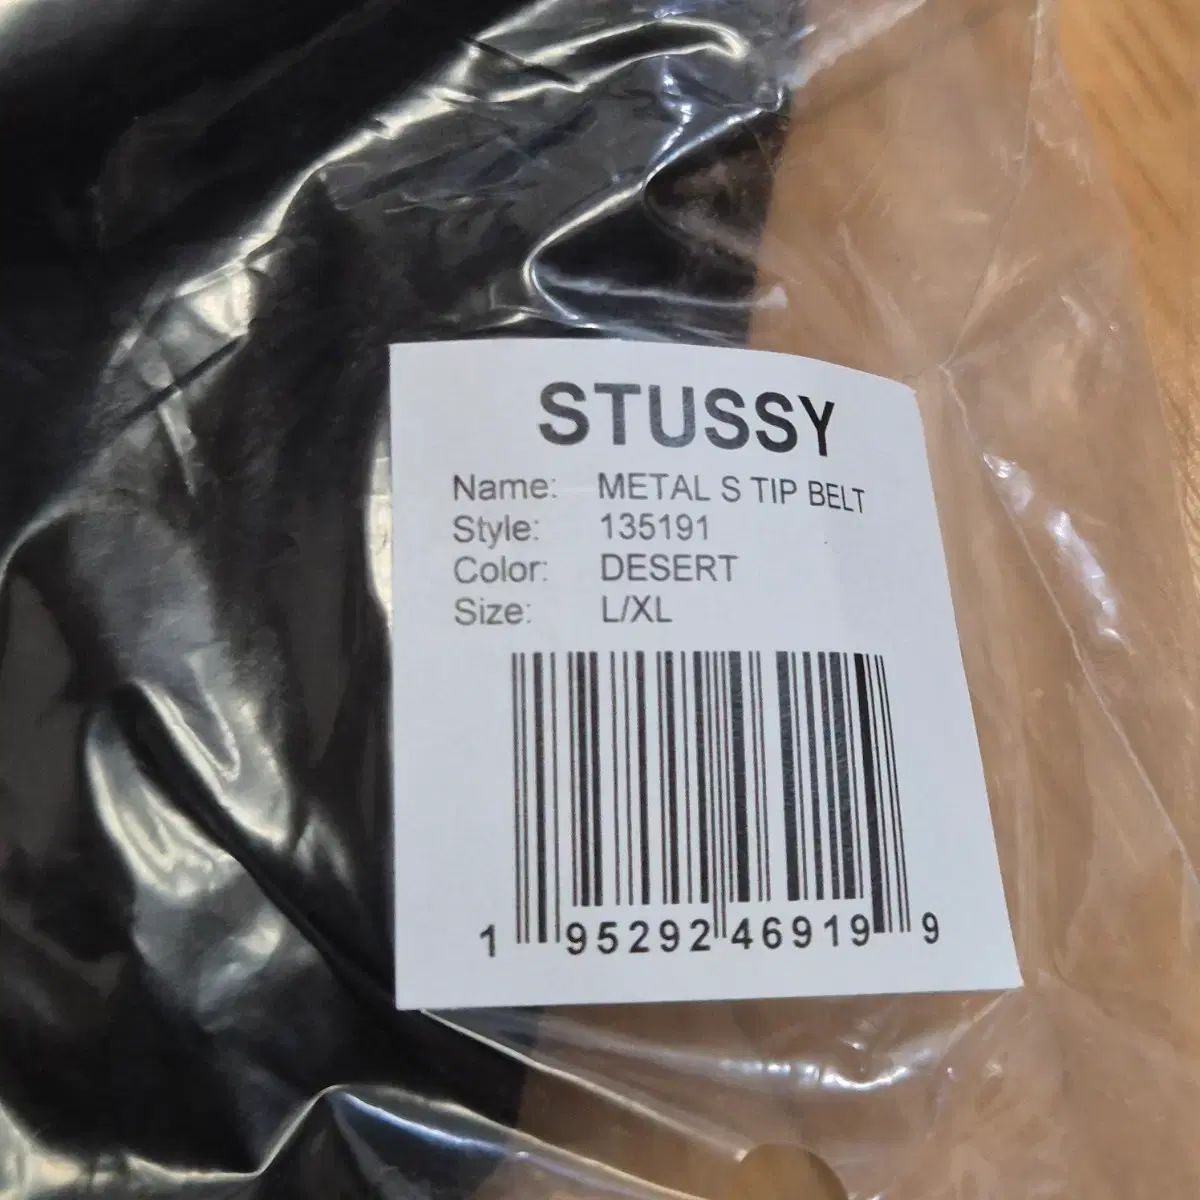 STUSSY
Name: METAL S TIP BELT
Style: 135191
Color: DESERT
Size: L/XL
1 95292 46919 9